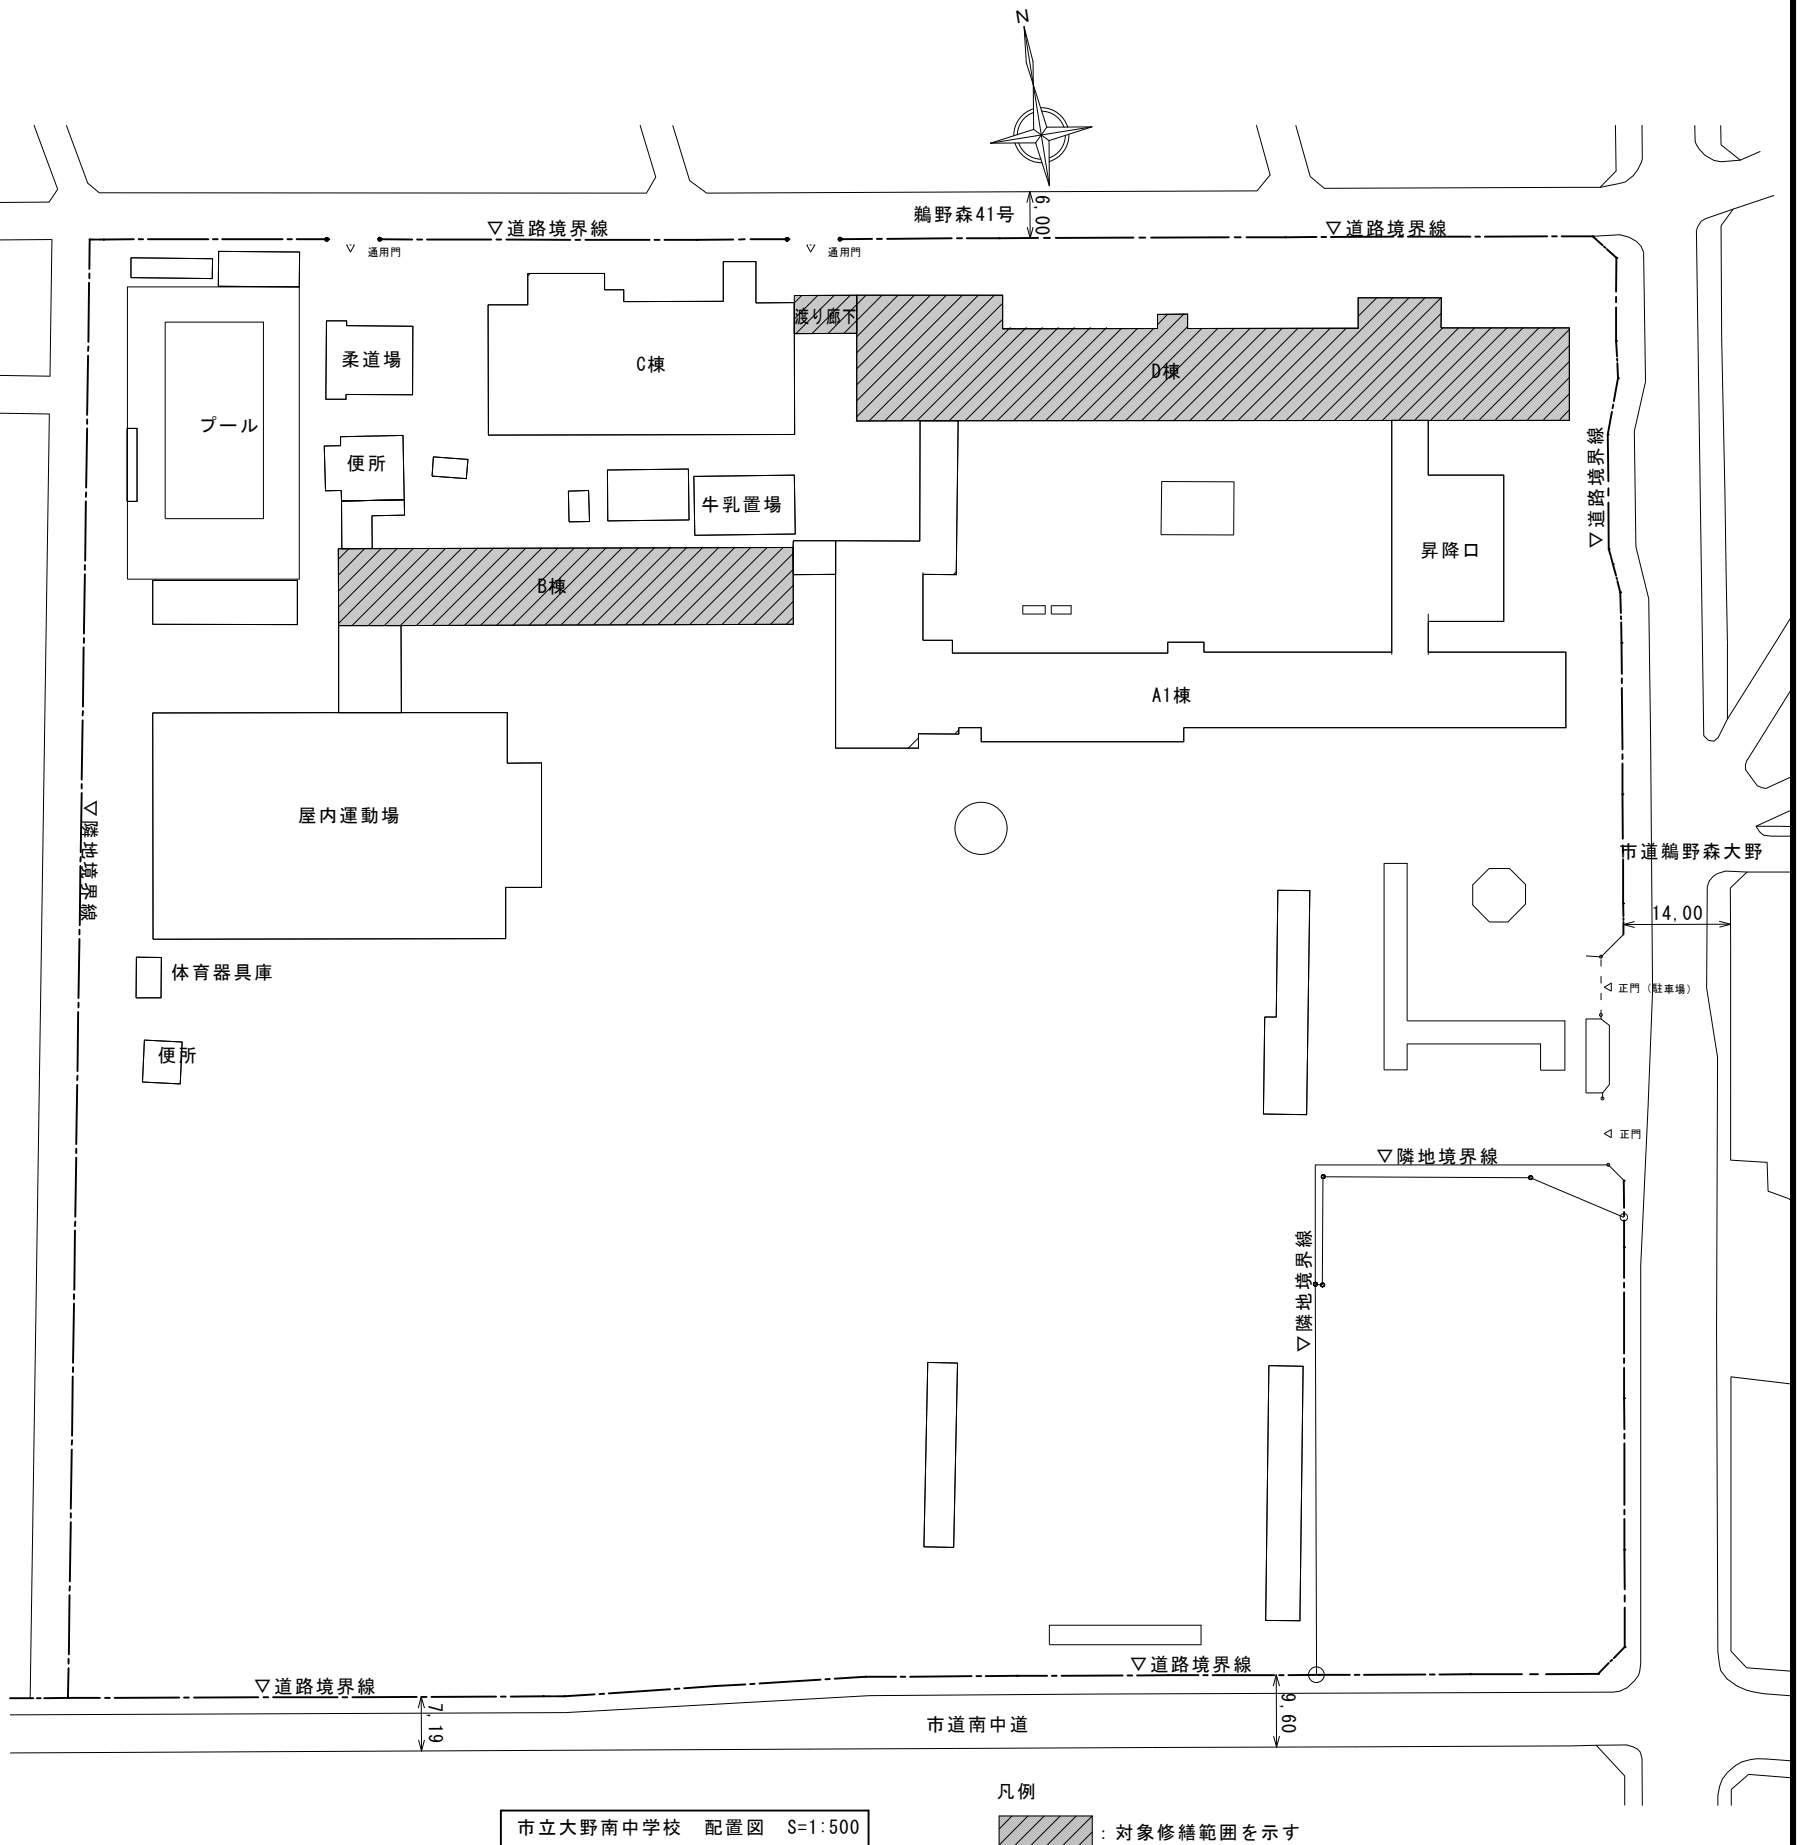 N
鵜野森41号
6,00
▽道路境界線
▽道路境界線
▽ 通用門
▽ 通用門
渡り廊下
柔道場
C棟
D棟
プール
便所
牛乳置場
▽道路境界線
昇降口
B棟
A1棟
▽隣地境界線
屋内運動場
市道鵜野森大野
14,00
体育器具庫
◁ 正門（駐車場）
便所
◁ 正門
▽隣地境界線
▽隣地境界線
▽道路境界線
▽道路境界線
7,19
9,60
市道南中道
凡例
市立大野南中学校 配置図 S=1:500
：対象修繕範囲を示す